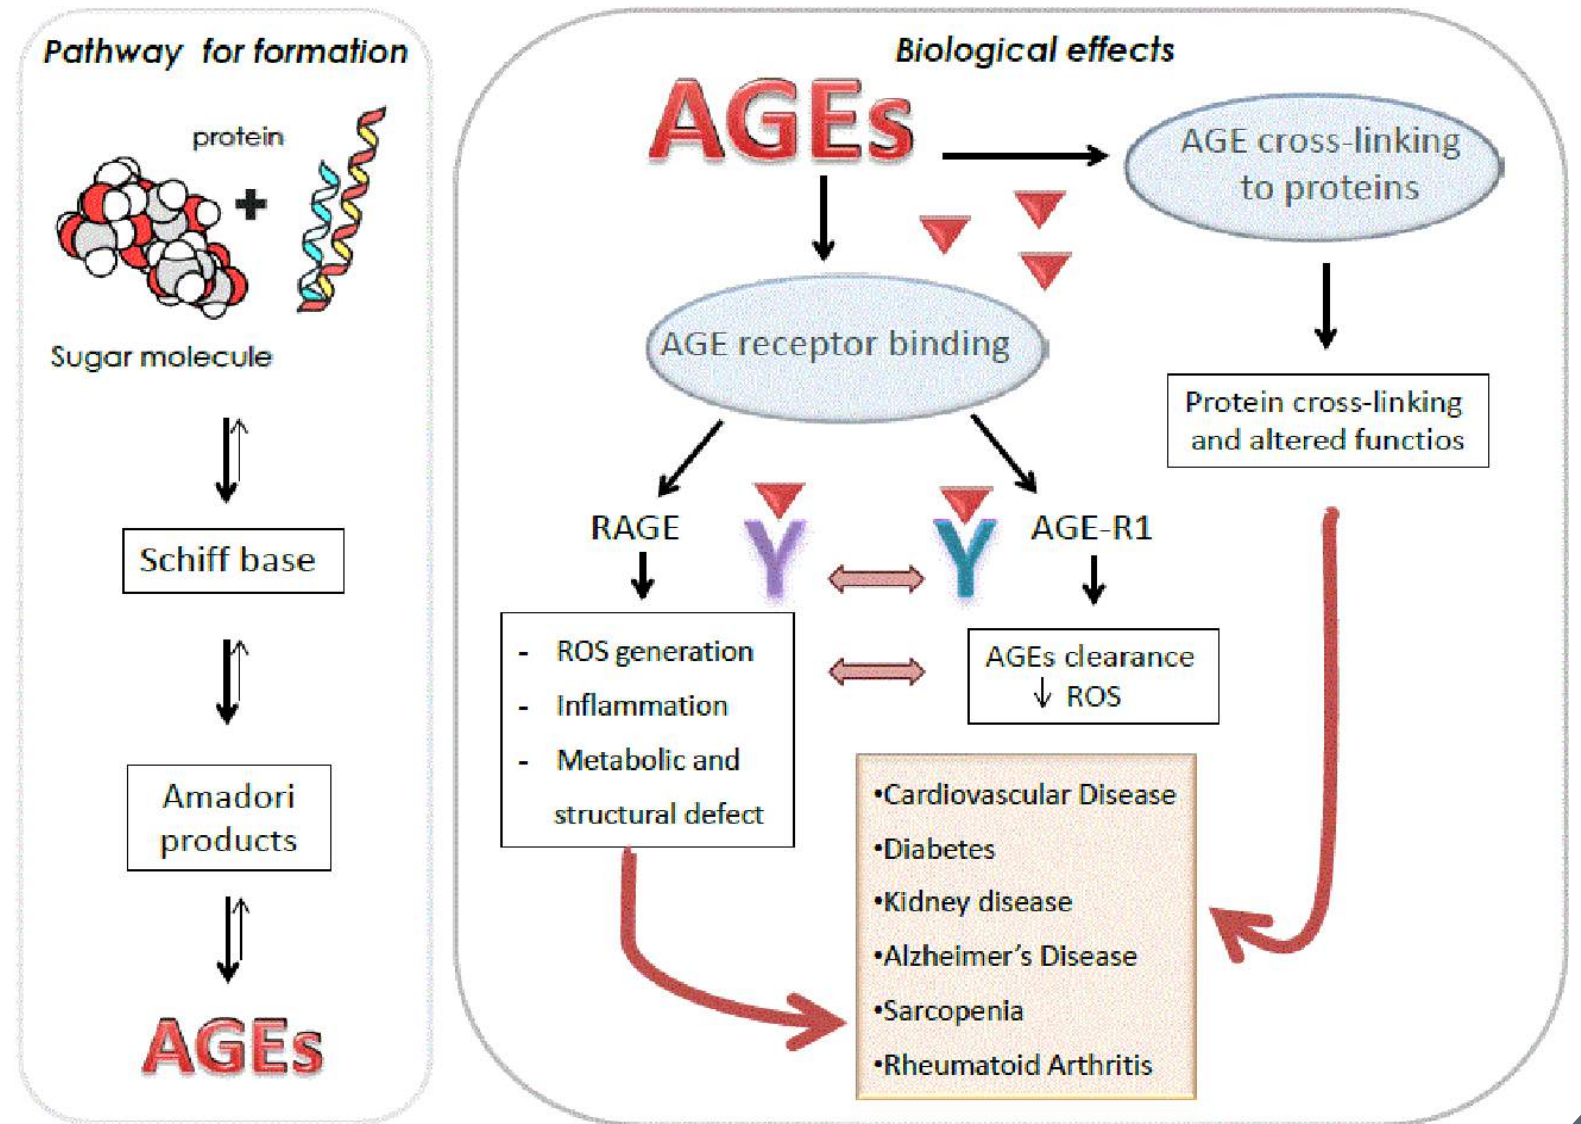 Pathway for formation
protein
+
Sugar molecule
Schiff base
Amadori
products
AGEs
Biological effects
AGEs
AGE cross-linking
to proteins
AGE receptor binding
Protein cross-linking
and altered functios
RAGE
Y
Y
AGE-R1
- ROS generation
- Inflammation
- Metabolic and
structural defect
AGEs clearance
↓ ROS
•Cardiovascular Disease
•Diabetes
•Kidney disease
•Alzheimer's Disease
•Sarcopenia
•Rheumatoid Arthritis